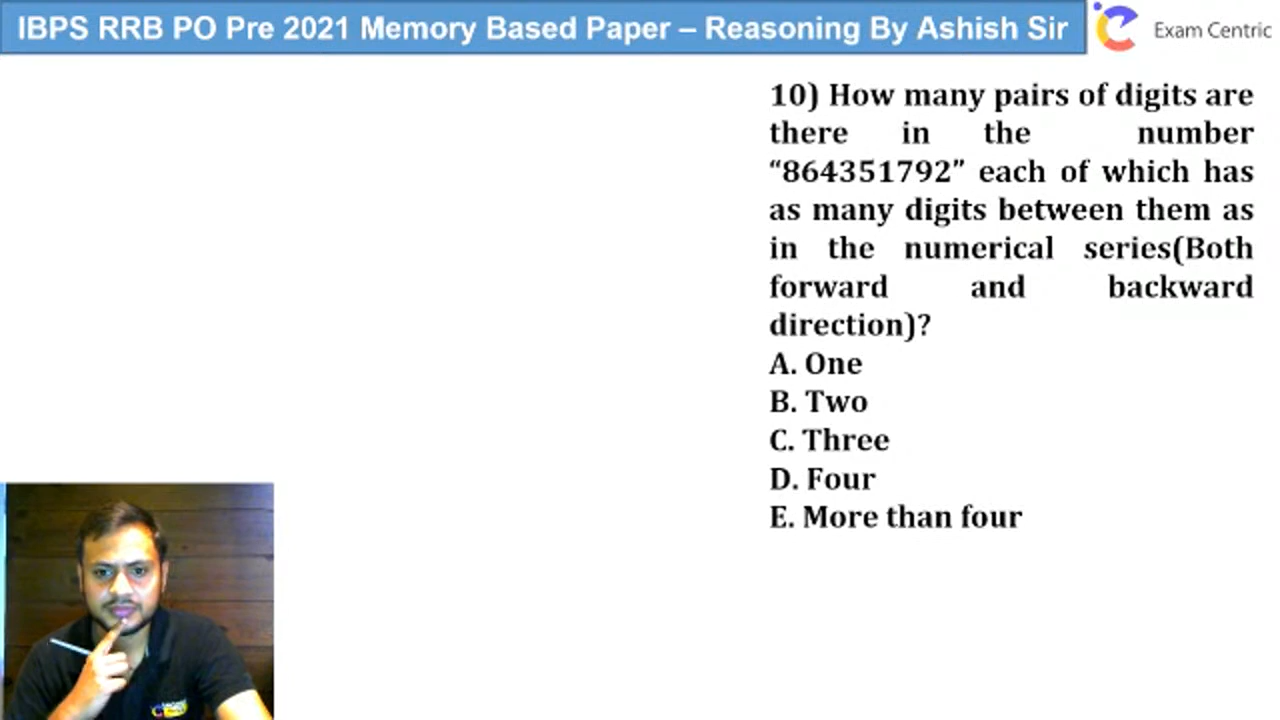 IBPS RRB PO Pre 2021 Memory Based Paper – Reasoning By Ashish Sir
Exam Centric
10) How many pairs of digits are
there in the number
“864351792” each of which has
as many digits between them as
in the numerical series(Both
forward and backward
direction)?
A. One
B. Two
C. Three
D. Four
E. More than four